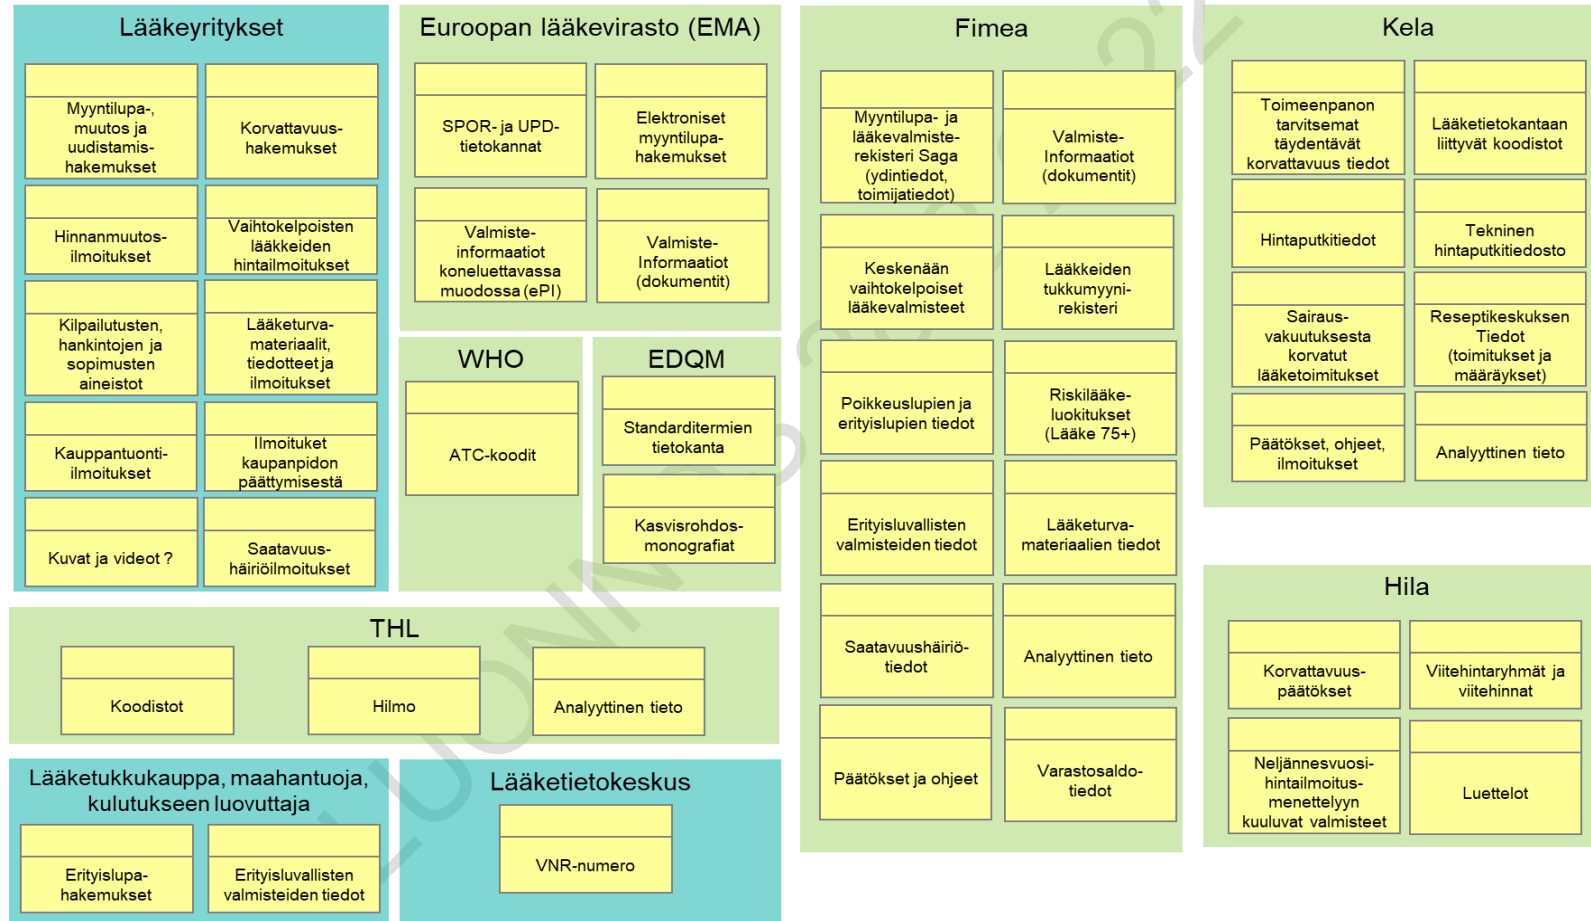 Lääkeyritykset
Myyntilupa-,
muutos ja
uudistamis-
hakemukset
Korvattavuus-
hakemukset
Hinnanmuutos-
ilmoitukset
Vaihtokelpoisten
lääkkeiden
hintailmoitukset
Kilpailutusten,
hankintojen ja
sopimusten
aineistot
Lääketurva-
materiaalit,
tiedotteet ja
ilmoitukset
Kauppantuonti-
ilmoitukset
Ilmoituket
kaupanpidon
päättymisestä
Kuvat ja videot ?
Saatavuus-
häiriöilmoitukset
Euroopan lääkevirasto (EMA)
SPOR- ja UPD-
tietokannat
Elektroniset
myyntilupa-
hakemukset
Valmiste-
informaatiot
koneluettavassa
muodossa (ePI)
Valmiste-
Informaatiot
(dokumentit)
WHO
ATC-koodit
EDQM
Standarditermien
tietokanta
Kasvisrohdos-
monografiat
THL
Koodistot
Hilmo
Analyyttinen tieto
Lääketukkukauppa, maahantuoja,
kulutukseen luovuttaja
Erityislupa-
hakemukset
Erityisluvallisten
valmisteiden tiedot
Lääketietokeskus
VNR-numero
Fimea
Myyntilupa- ja
lääkevalmiste-
rekisteri Saga
(ydintiedot,
toimijatiedot)
Valmiste-
Informaatiot
(dokumentit)
Keskenään
vaihtokelpoiset
lääkevalmisteet
Lääkkeiden
tukkumyyni-
rekisteri
Poikkeuslupien ja
erityislupien tiedot
Riskilääke-
luokitukset
(Lääke 75+)
Erityisluvallisten
valmisteiden tiedot
Lääketurva-
materiaalien tiedot
Saatavuushäiriö-
tiedot
Analyyttinen tieto
Päätökset ja ohjeet
Varastosaldo-
tiedot
Kela
Toimeenpanon
tarvitsemat
täydentävät
korvattavuus tiedot
Lääketietokantaan
liittyvät koodistot
Hintaputkitiedot
Tekninen
hintaputkitiedosto
Sairaus-
vakuutuksesta
korvatut
lääketoimitukset
Reseptikeskuksen
Tiedot
(toimitukset ja
määräykset)
Päätökset, ohjeet,
ilmoitukset
Analyyttinen tieto
Hila
Korvattavuus-
päätökset
Viitehintaryhmät ja
viitehinnat
Neljännesvuosi-
hintailmoitus-
menettelyyn
kuuluvat valmisteet
Luettelot